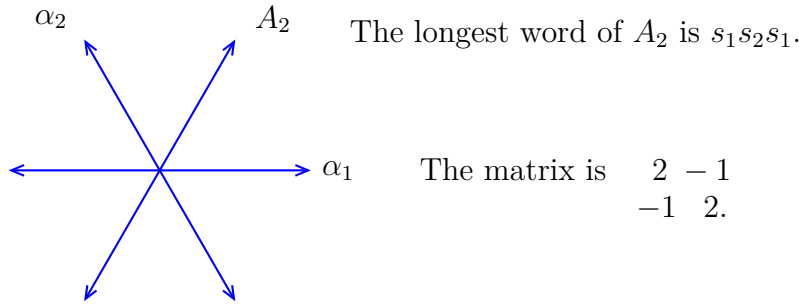 α₂
A₂
The longest word of A₂ is s₁s₂s₁.
α₁
The matrix is 2 − 1
−1 2.